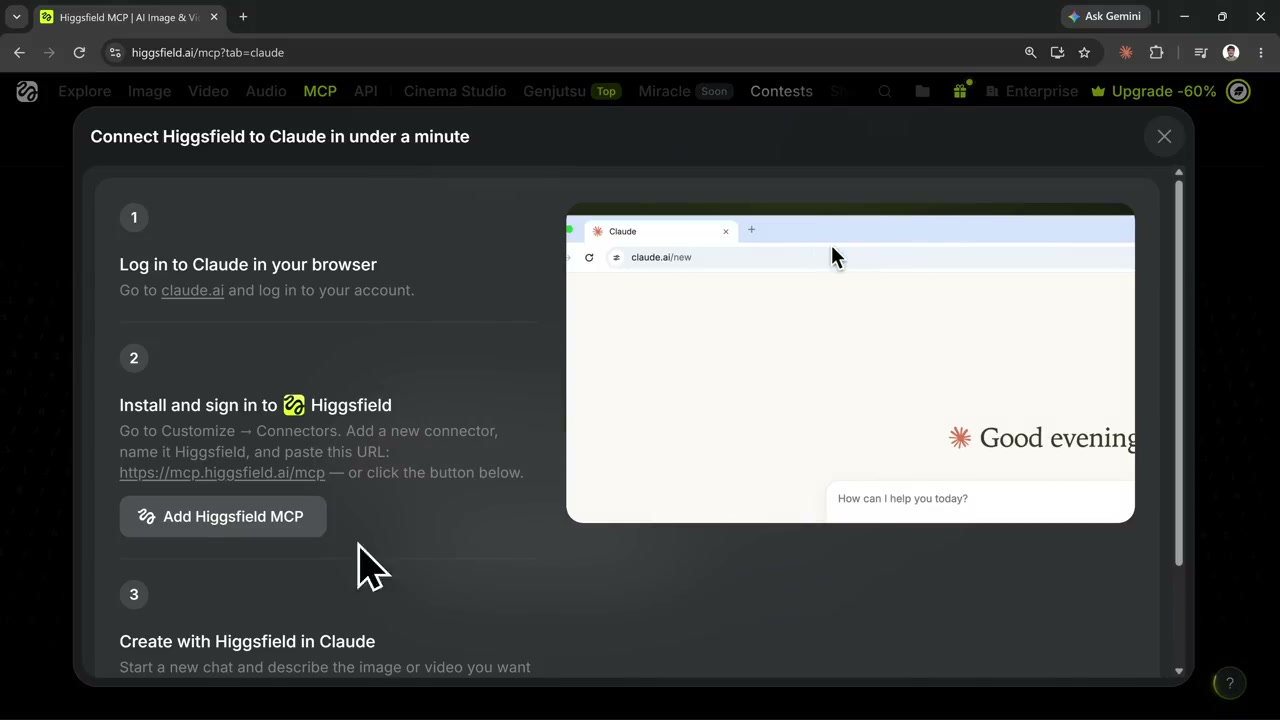 Higgsfield MCP | AI Image & Vi
Ask Gemini
higgsfield.ai/mcp?tab=claude
Explore Image Video Audio MCP API Cinema Studio Genjutsu Top Miracle Soon Contests Enterprise Upgrade -60%
Connect Higgsfield to Claude in under a minute
1
Log in to Claude in your browser
Go to claude.ai and log in to your account.
2
Install and sign in to Higgsfield
Go to Customize → Connectors. Add a new connector,
name it Higgsfield, and paste this URL:
https://mcp.higgsfield.ai/mcp — or click the button below.
Add Higgsfield MCP
3
Create with Higgsfield in Claude
Start a new chat and describe the image or video you want
Claude
claude.ai/new
Good evening
How can I help you today?
?